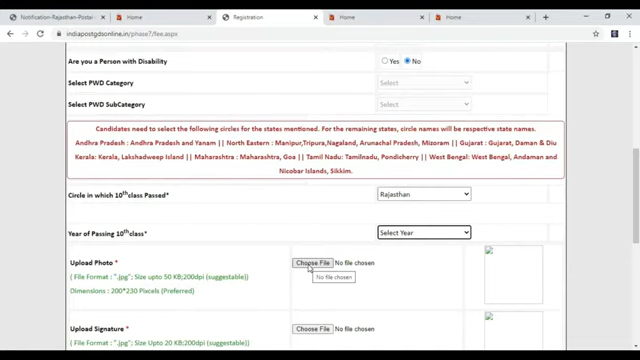 Notification-Rajasthan-Postal-
Home
Registration
Home
Home
indiapostgdsonline.in/phase7/fee.aspx
Are you a Person with Disability
Yes No
Select PWD Category
Select
Select PWD SubCategory
Select
Candidates need to select the following circles for the states mentioned. For the remaining states, circle names will be respective state names.
Andhra Pradesh : Andhra Pradesh and Yanam || North Eastern : Manipur,Tripura,Nagaland, Arunachal Pradesh, Mizoram || Gujarat : Gujarat, Daman & Diu
Kerala: Kerala, Lakshadweep Island || Maharashtra : Maharashtra, Goa || Tamil Nadu: Tamilnadu, Pondicherry || West Bengal: West Bengal, Andaman and
Nicobar Islands, Sikkim.
Circle in which 10thclass Passed*
Rajasthan
Year of Passing 10thclass*
Select Year
Upload Photo *
Choose File No file chosen
( File Format : ".jpg"; Size upto 50 KB;200dpi (suggestable))
No file chosen
Dimensions : 200*230 Pixcels (Preferred)
Upload Signature *
Choose File No file chosen
( File Format : ".jpg"; Size upto 20 KB;200dpi (suggestable))